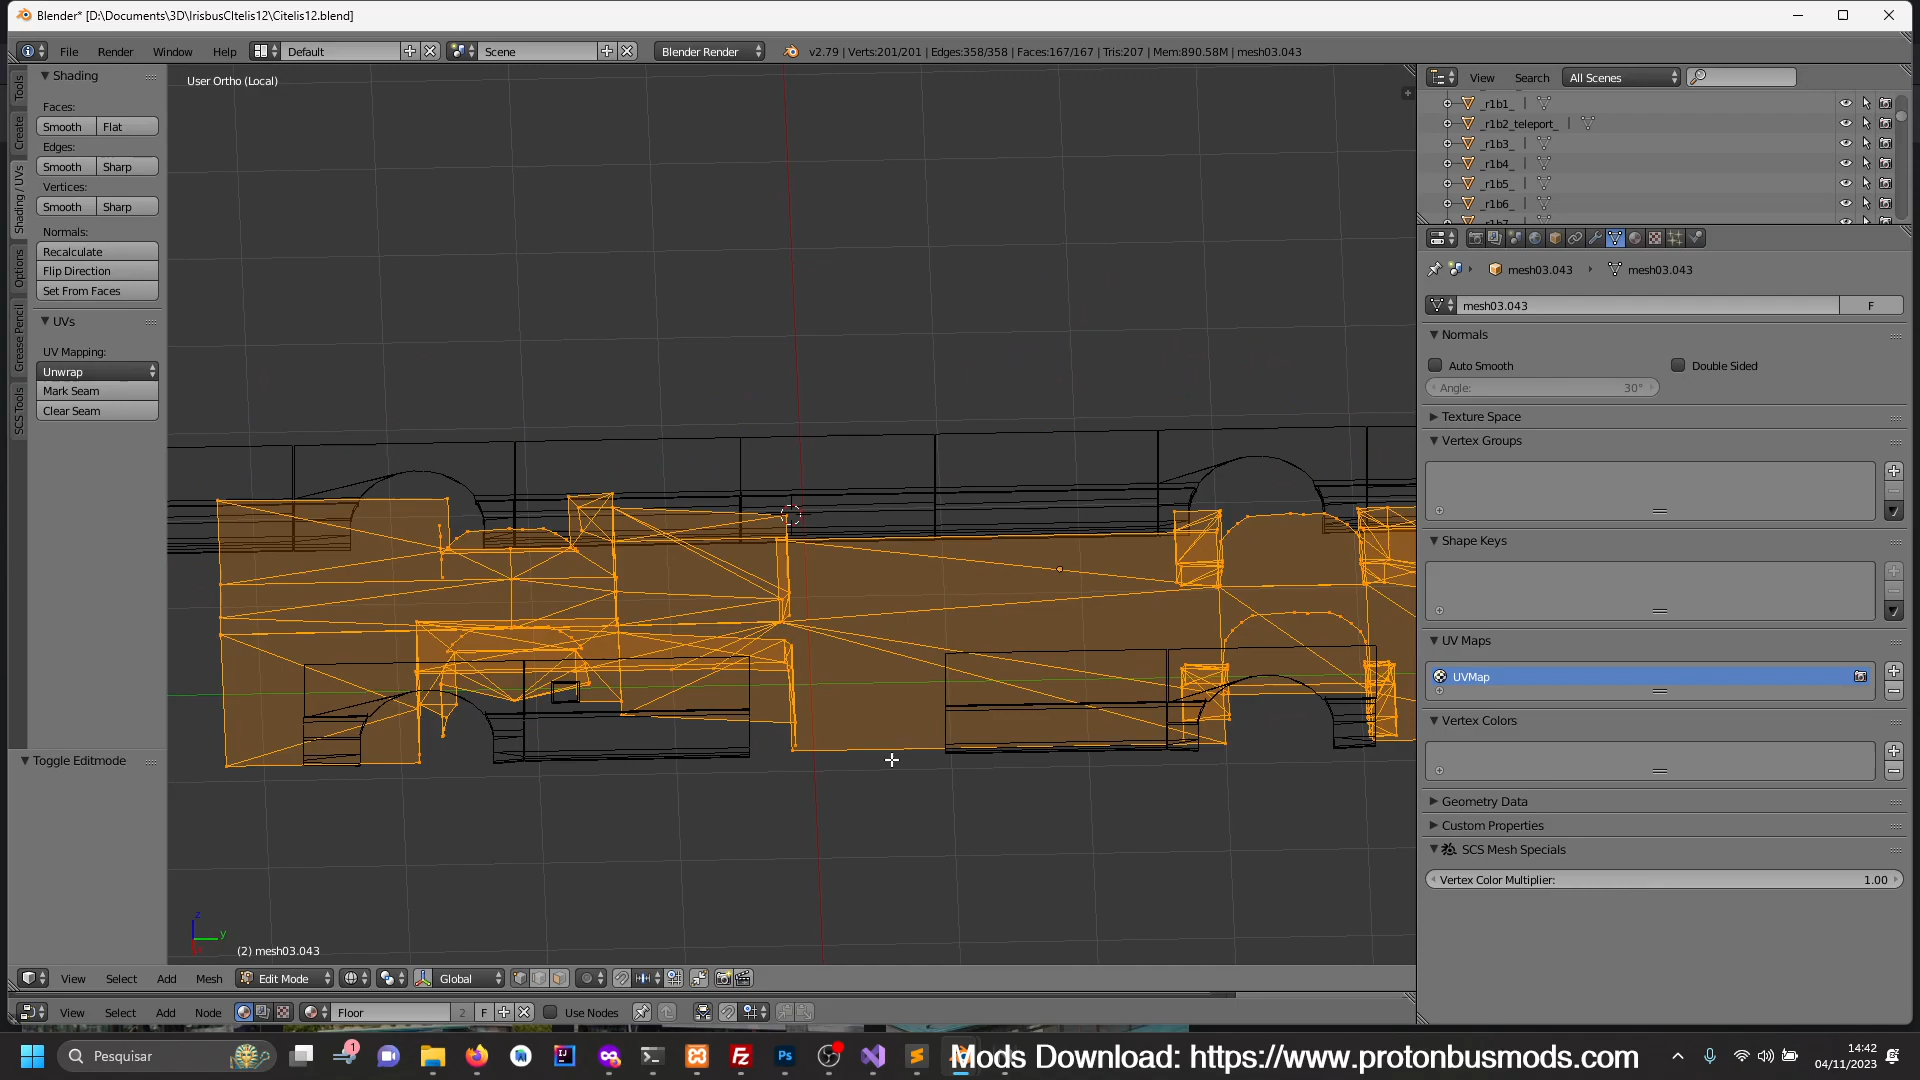 Blender* [D:\Documents\3D\IrisbusCItelis12\Citelis12.blend]
File Render Window Help Default Scene Blender Render v2.79 | Verts:201/201 | Edges:358/358 | Faces:167/167 | Tris:207 | Mem:890.58M | mesh03.043
Tools
Create
Shading / UVs
Options
Grease Pencil
SCS Tools
Shading
Faces:
Smooth Flat
Edges:
Smooth Sharp
Vertices:
Smooth Sharp
Normals:
Recalculate
Flip Direction
Set From Faces
UVs
UV Mapping:
Unwrap
Mark Seam
Clear Seam
Toggle Editmode
User Ortho (Local)
z
y
(2) mesh03.043
View Select Add Mesh Edit Mode Global
View Select Add Node Floor 2 F Use Nodes
View Search All Scenes
_r1b1_
_r1b2_teleport_
_r1b3_
_r1b4_
_r1b5_
_r1b6_
_r1b7_
mesh03.043 mesh03.043
mesh03.043 F
Normals
Auto Smooth Double Sided
Angle: 30°
Texture Space
Vertex Groups
Shape Keys
UV Maps
UVMap
Vertex Colors
Geometry Data
Custom Properties
SCS Mesh Specials
Vertex Color Multiplier: 1.00
Pesquisar
1
Mods Download: https://www.protonbusmods.com
14:42
04/11/2023